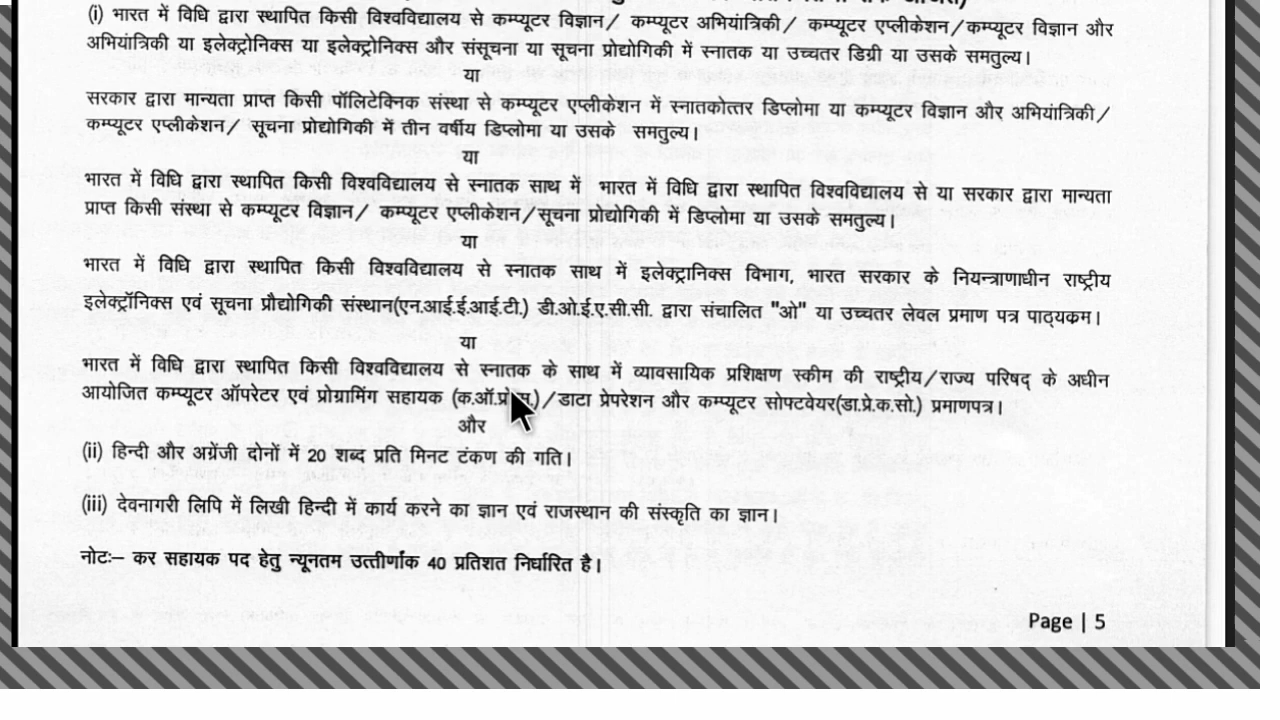 (i) भारत में विधि द्वारा स्थापित किसी विश्वविद्यालय से कम्प्यूटर विज्ञान/ कम्प्यूटर अभियांत्रिकी/ कम्प्यूटर एप्लीकेशन/कम्प्यूटर विज्ञान और
अभियांत्रिकी या इलेक्ट्रोनिक्स या इलेक्ट्रोनिक्स और संसूचना या सूचना प्रोद्योगिकी में स्नातक या उच्चतर डिग्री या उसके समतुल्य।
या
सरकार द्वारा मान्यता प्राप्त किसी पॉलिटेक्निक संस्था से कम्प्यूटर एप्लीकेशन में स्नातकोत्तर डिप्लोमा या कम्प्यूटर विज्ञान और अभियांत्रिकी/
कम्प्यूटर एप्लीकेशन/ सूचना प्रोद्योगिकी में तीन वर्षीय डिप्लोमा या उसके समतुल्य।
या
भारत में विधि द्वारा स्थापित किसी विश्वविद्यालय से स्नातक साथ में भारत में विधि द्वारा स्थापित विश्वविद्यालय से या सरकार द्वारा मान्यता
प्राप्त किसी संस्था से कम्प्यूटर विज्ञान/ कम्प्यूटर एप्लीकेशन/सूचना प्रोद्योगिकी में डिप्लोमा या उसके समतुल्य।
या
भारत में विधि द्वारा स्थापित किसी विश्वविद्यालय से स्नातक साथ में इलेक्ट्रानिक्स विभाग, भारत सरकार के नियन्त्राणाधीन राष्ट्रीय
इलेक्ट्रॉनिक्स एवं सूचना प्रौद्योगिकी संस्थान(एन.आई.ई.आई.टी.) डी.ओ.ई.ए.सी.सी. द्वारा संचालित "ओ" या उच्चतर लेवल प्रमाण पत्र पाठ्यकम।
या
भारत में विधि द्वारा स्थापित किसी विश्वविद्यालय से स्नातक के साथ में व्यावसायिक प्रशिक्षण स्कीम की राष्ट्रीय/राज्य परिषद् के अधीन
आयोजित कम्प्यूटर ऑपरेटर एवं प्रोग्रामिंग सहायक /डाटा प्रेपरेशन और कम्प्यूटर सोफ्टवेयर(डा.प्रे.क.सो.) प्रमाणपत्र।
और
(ii) हिन्दी और अग्रेंजी दोनों में 20 शब्द प्रति मिनट टंकण की गति।
(iii) देवनागरी लिपि में लिखी हिन्दी में कार्य करने का ज्ञान एवं राजस्थान की संस्कृति का ज्ञान।
नोटः– कर सहायक पद हेतु न्यूनतम उत्तीर्णांक 40 प्रतिशत निर्धारित है।
Page | 5